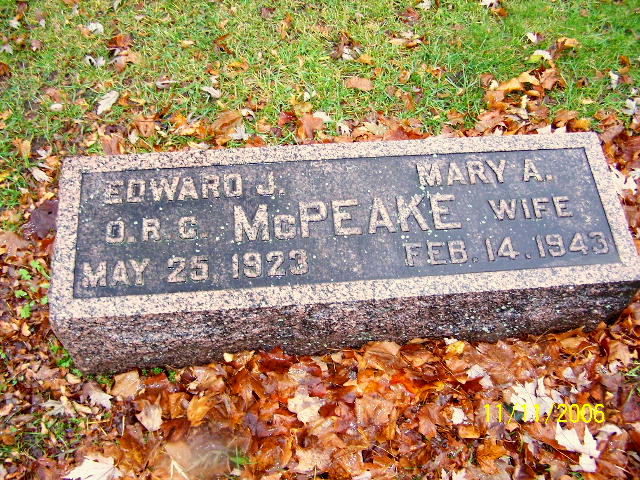 EDWARD J. MARY A.
O.R.C. McPEAKE WIFE
MAY 25 1923 FEB. 14. 1943
11/11/2006